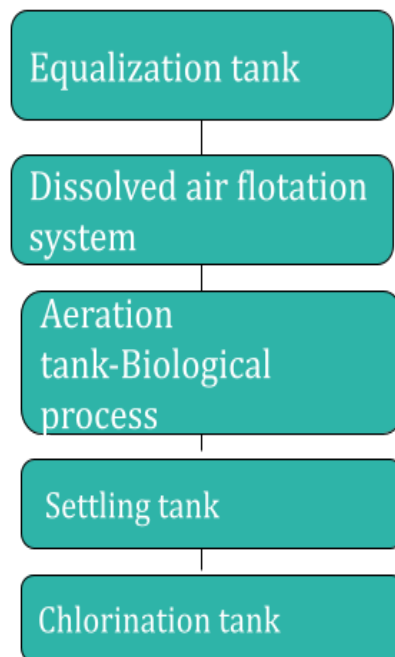 Equalization tank
Dissolved air flotation
system
Aeration
tank-Biological
process
Settling tank
Chlorination tank